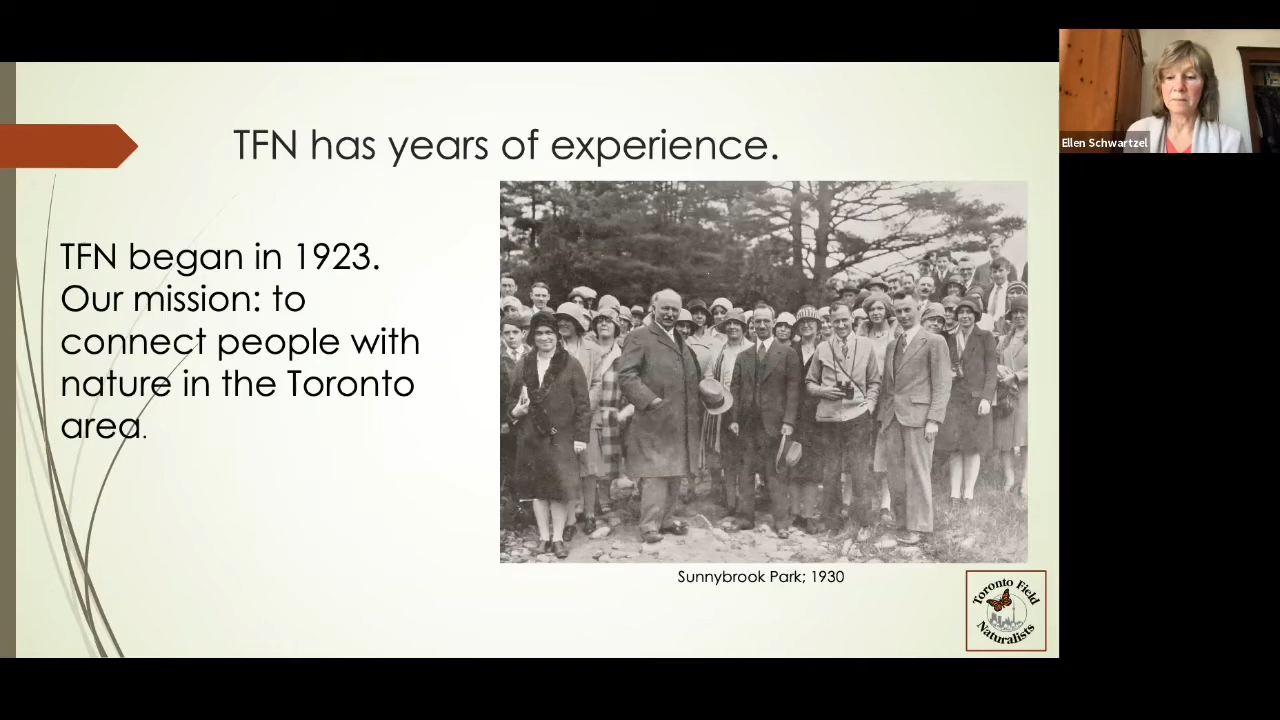 TFN has years of experience.
TFN began in 1923.
Our mission: to
connect people with
nature in the Toronto
area.
Sunnybrook Park; 1930
Toronto Field
Naturalists
Ellen Schwartzel